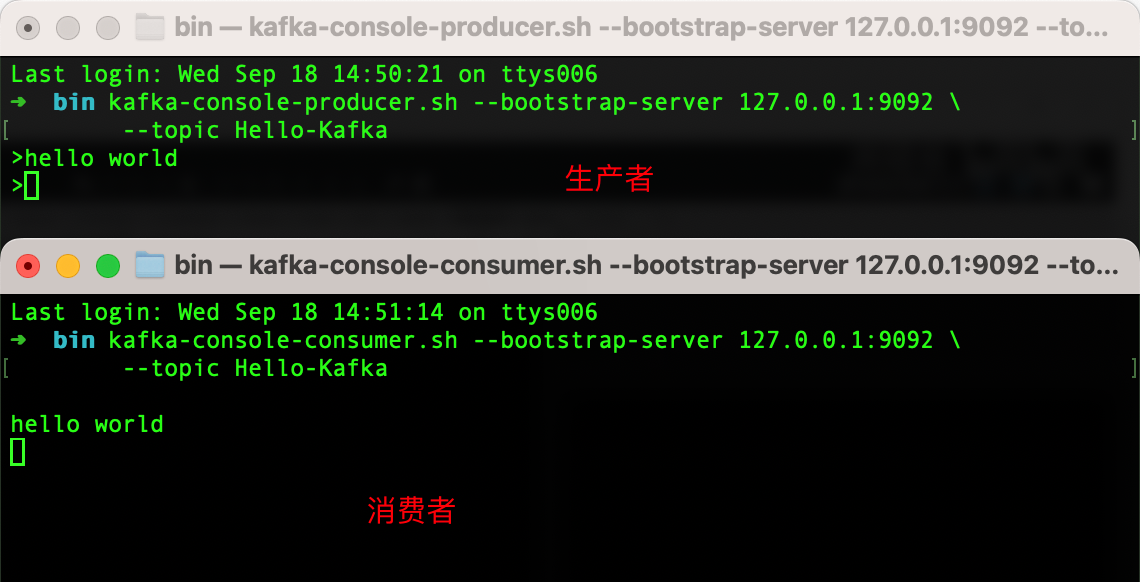 bin — kafka-console-producer.sh --bootstrap-server 127.0.0.1:9092 --to...
Last login: Wed Sep 18 14:50:21 on ttys006
➜ bin kafka-console-producer.sh --bootstrap-server 127.0.0.1:9092 \
[ --topic Hello-Kafka ]
>hello world
生产者
>
bin — kafka-console-consumer.sh --bootstrap-server 127.0.0.1:9092 --to...
Last login: Wed Sep 18 14:51:14 on ttys006
➜ bin kafka-console-consumer.sh --bootstrap-server 127.0.0.1:9092 \
[ --topic Hello-Kafka ]
hello world
消费者